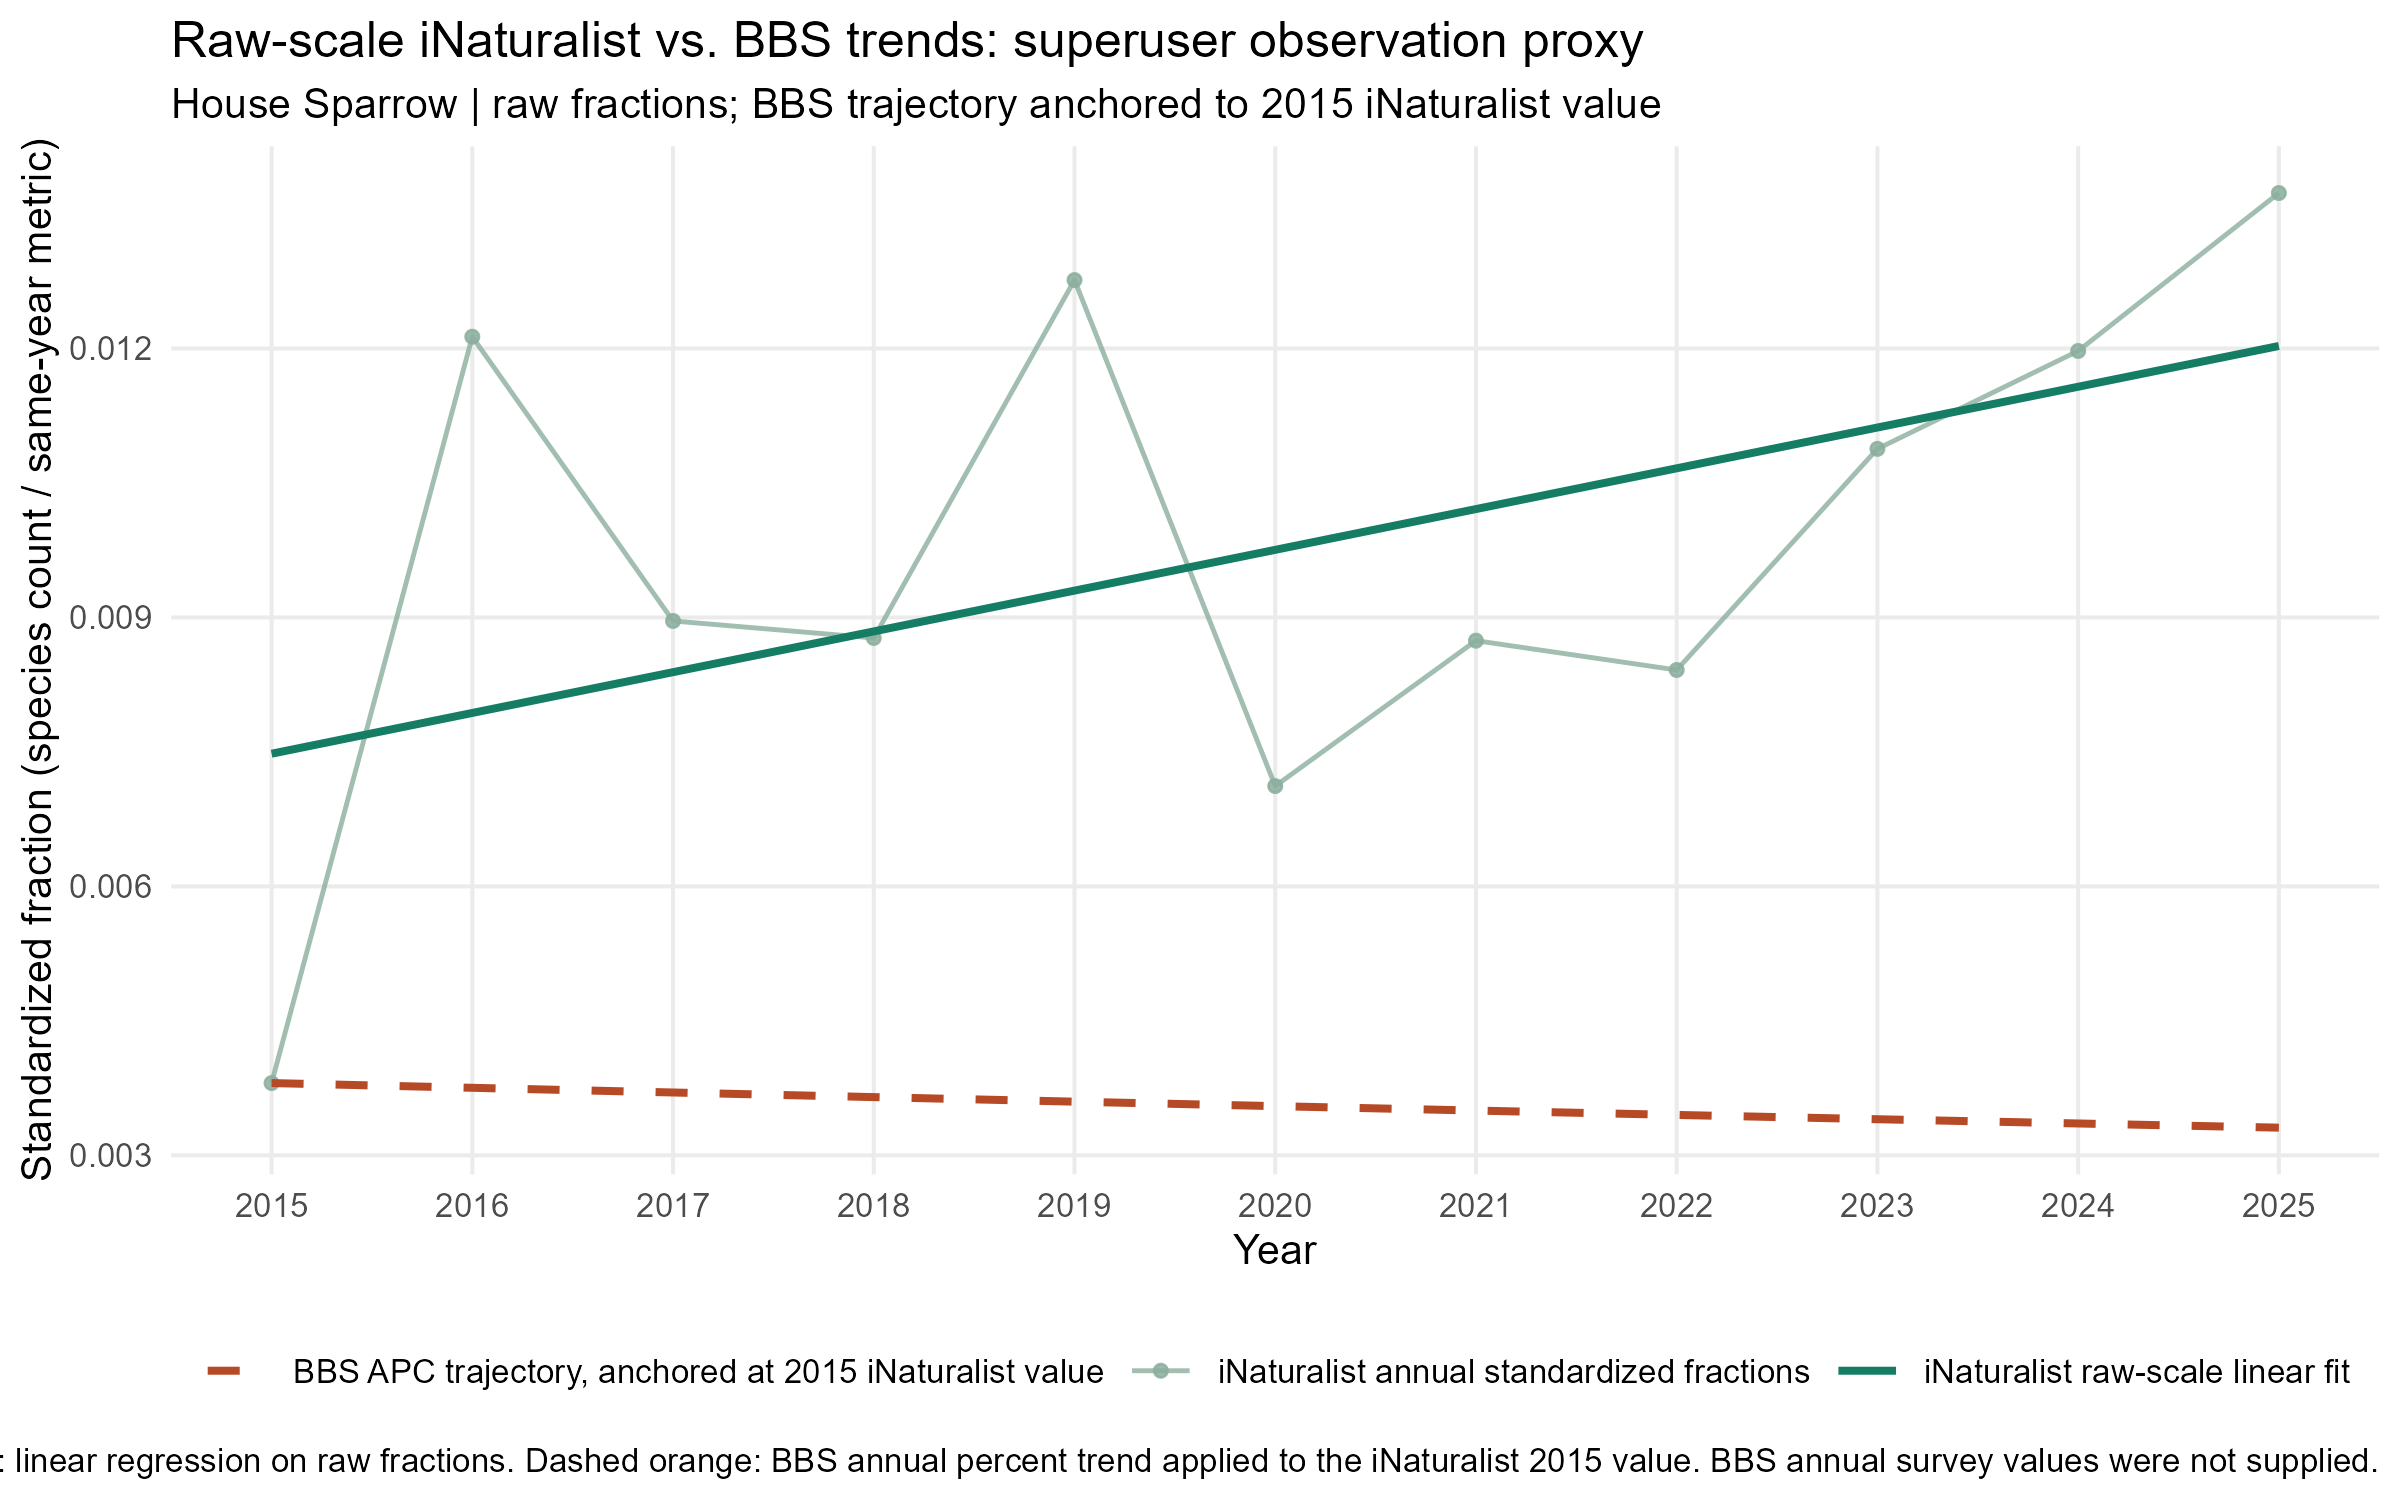 Raw-scale iNaturalist vs. BBS trends: superuser observation proxy
House Sparrow | raw fractions; BBS trajectory anchored to 2015 iNaturalist value
Standardized fraction (species count / same-year metric)
0.012
0.009
0.006
0.003
2015 2016 2017 2018 2019 2020 2021 2022 2023 2024 2025
Year
BBS APC trajectory, anchored at 2015 iNaturalist value iNaturalist annual standardized fractions iNaturalist raw-scale linear fit
: linear regression on raw fractions. Dashed orange: BBS annual percent trend applied to the iNaturalist 2015 value. BBS annual survey values were not supplied.